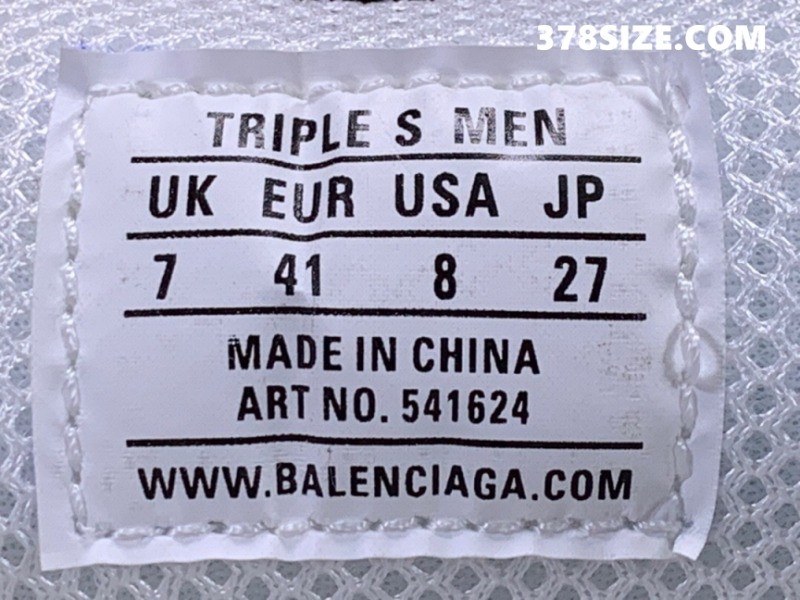 378SIZE.COM
TRIPLE S MEN
UK EUR USA JP
7 41 8 27
MADE IN CHINA
ART NO. 541624
WWW.BALENCIAGA.COM